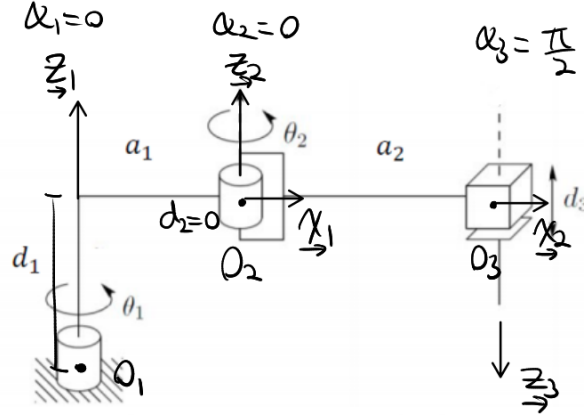 α₁=0
α₂=0
α₃=π/2
z₁
z₂
θ₂
a₁
a₂
d₃
d₂=0
x₁
x₂
O₂
O₃
d₁
θ₁
O₁
z₃